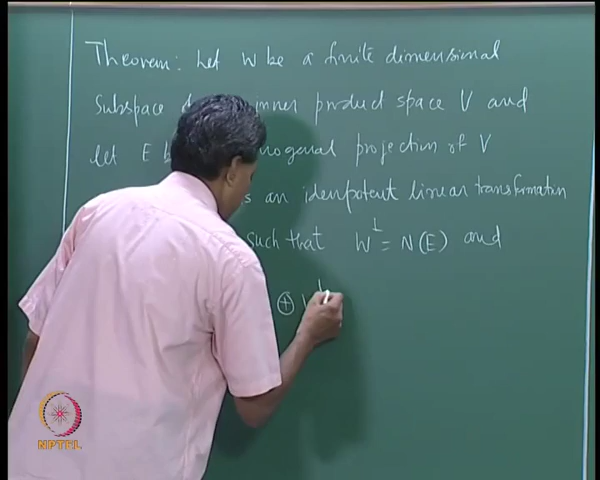 Theorem: Let W be a finite dimensional
Subspace inner product space V and
let E projection of V
is an idempotent linear transformation
such that W⊥ = N(E) and
⊕
NPTEL